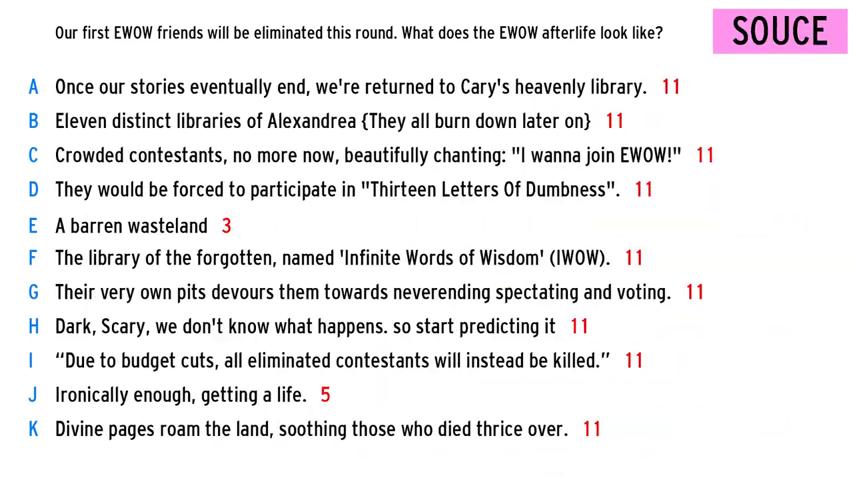 Our first EWOW friends will be eliminated this round. What does the EWOW afterlife look like?
SOUCE
A Once our stories eventually end, we're returned to Cary's heavenly library. 11
B Eleven distinct libraries of Alexandrea {They all burn down later on} 11
C Crowded contestants, no more now, beautifully chanting: "I wanna join EWOW!" 11
D They would be forced to participate in "Thirteen Letters Of Dumbness". 11
E A barren wasteland 3
F The library of the forgotten, named 'Infinite Words of Wisdom' (IWOW). 11
G Their very own pits devours them towards neverending spectating and voting. 11
H Dark, Scary, we don't know what happens. so start predicting it 11
I “Due to budget cuts, all eliminated contestants will instead be killed.” 11
J Ironically enough, getting a life. 5
K Divine pages roam the land, soothing those who died thrice over. 11